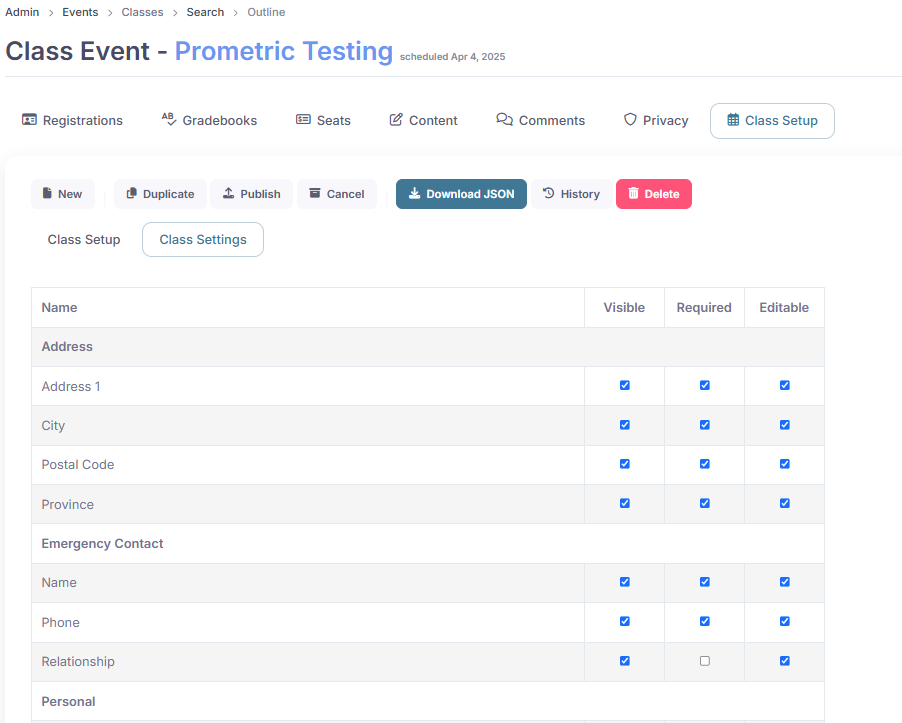 Admin > Events > Classes > Search > Outline
Class Event - Prometric Testing scheduled Apr 4, 2025
Registrations AB Gradebooks Seats Content Comments Privacy Class Setup
New Duplicate Publish Cancel Download JSON History Delete
Class Setup Class Settings
Name Visible Required Editable
Address
Address 1
City
Postal Code
Province
Emergency Contact
Name
Phone
Relationship
Personal